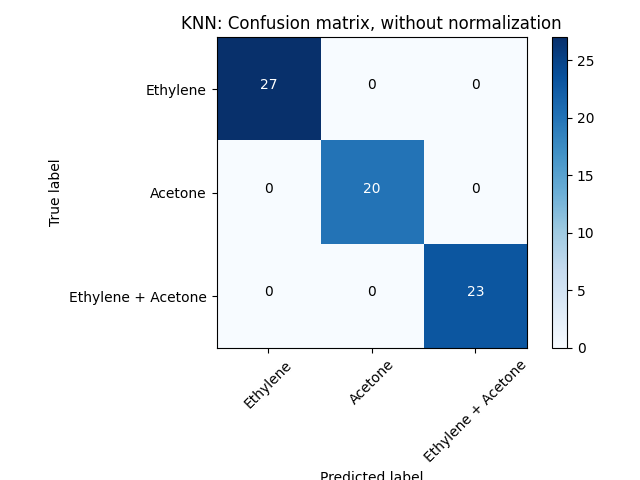 KNN: Confusion matrix, without normalization
True label
Ethylene
Acetone
Ethylene + Acetone
27 0 0
0 20 0
0 0 23
Ethylene
Acetone
Ethylene + Acetone
Predicted label
25
20
15
10
5
0